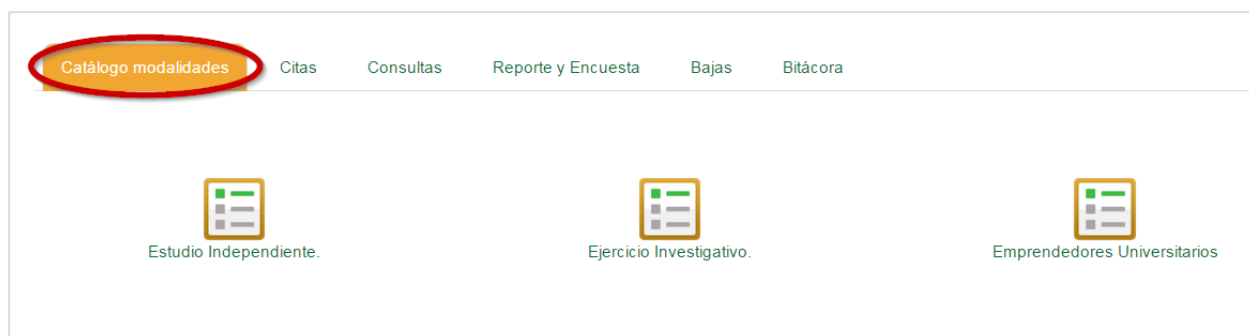 Catálogo modalidades Citas Consultas Reporte y Encuesta Bajas Bitácora
Estudio Independiente. Ejercicio Investigativo. Emprendedores Universitarios